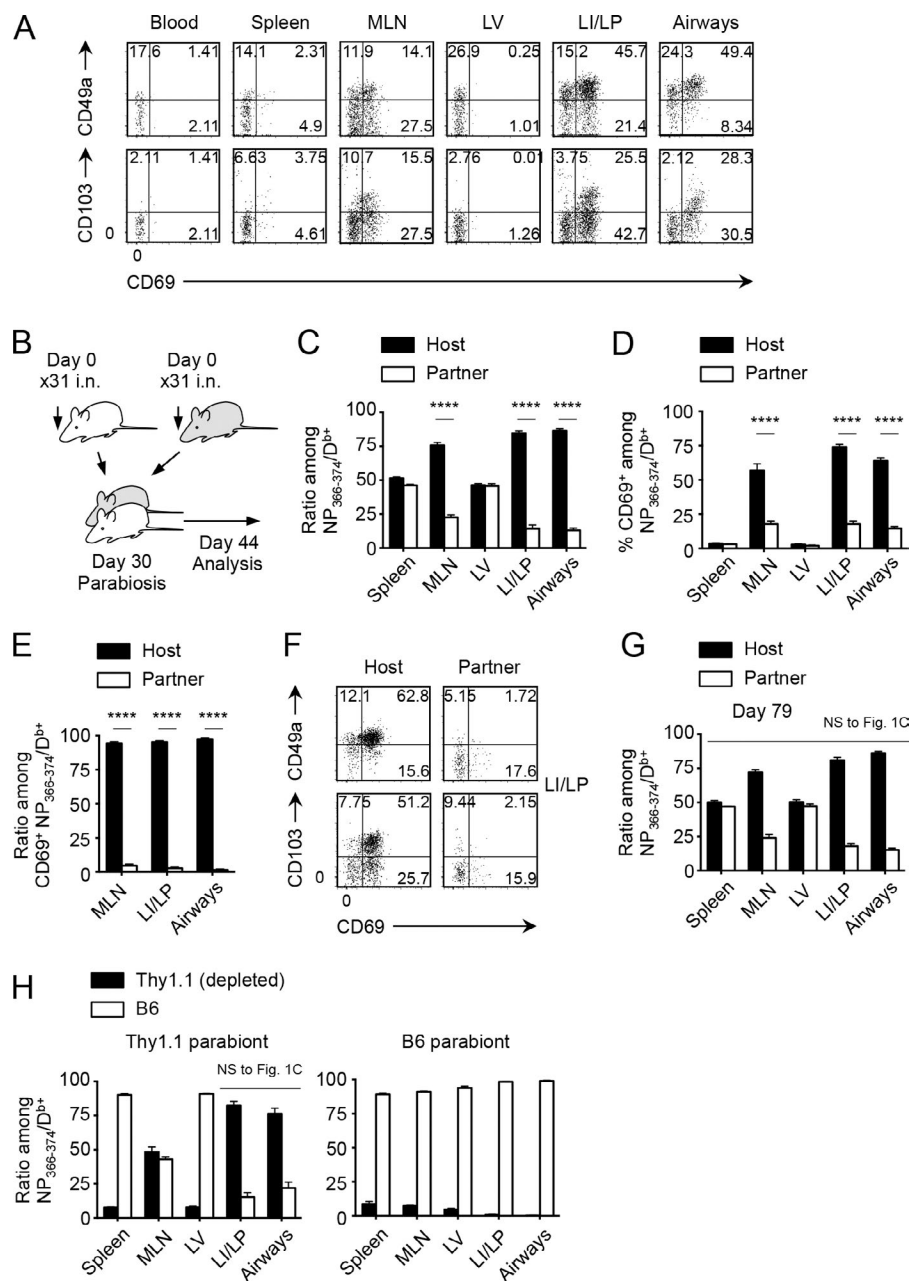 A
Blood Spleen MLN LV LI/LP Airways
CD49a
17.6 1.41 14.1 2.31 11.9 14.1 26.9 0.25 15.2 45.7 24.3 49.4
2.11 4.9 27.5 1.01 21.4 8.34
CD103
2.11 1.41 6.63 3.75 10.7 15.5 2.76 0.01 3.75 25.5 2.12 28.3
0 2.11 4.61 27.5 1.26 42.7 30.5
0
CD69
B
Day 0 Day 0
x31 i.n. x31 i.n.
Day 30
Parabiosis
Day 44
Analysis
C
Host
Partner
Ratio among
NP366-374/Db+
100
75
50
25
0
**** **** ****
Spleen MLN LV LI/LP Airways
D
Host
Partner
% CD69+ among
NP366-374/Db+
100
75
50
25
0
**** **** ****
Spleen MLN LV LI/LP Airways
E
Host
Partner
Ratio among
CD69+ NP366-374/Db+
100
75
50
25
0
**** **** ****
MLN LI/LP Airways
F
Host Partner
CD49a
12.1 62.8 5.15 1.72
15.6 17.6
LI/LP
CD103
7.75 51.2 9.44 2.15
0 25.7 15.9
0
CD69
G
Host
Partner
Day 79
NS to Fig. 1C
Ratio among
NP366-374/Db+
100
75
50
25
0
Spleen MLN LV LI/LP Airways
H
Thy1.1 (depleted)
B6
Thy1.1 parabiont
NS to Fig. 1C
Ratio among
NP366-374/Db+
100
75
50
25
0
Spleen MLN LV LI/LP Airways
B6 parabiont
100
75
50
25
0
Spleen MLN LV LI/LP Airways